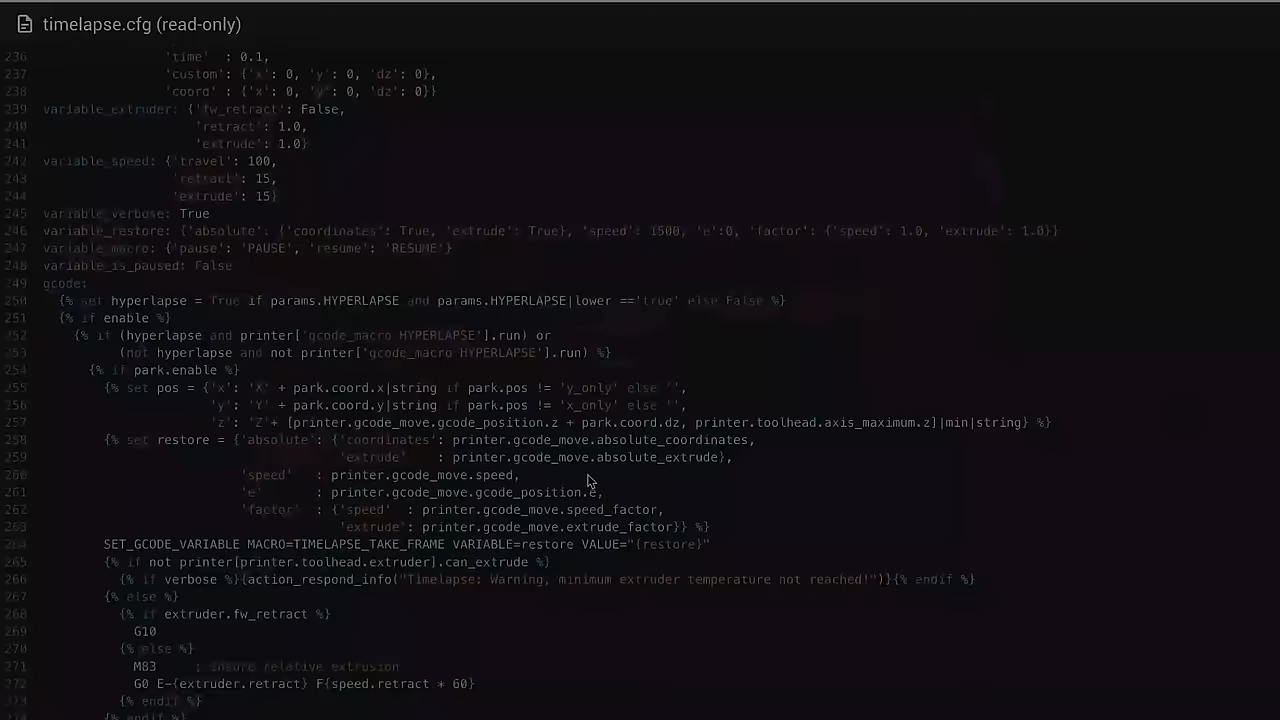 timelapse.cfg (read-only)
236 'time' : 0.1,
237 'custom': {'x': 0, 'y': 0, 'dz': 0},
238 'coord' : {'x': 0, 'y': 0, 'dz': 0}}
239 variable_extruder: {'fw_retract': False,
240 'retract': 1.0,
241 'extrude': 1.0}
242 variable_speed: {'travel': 100,
243 'retract': 15,
244 'extrude': 15}
245 variable_verbose: True
246 variable_restore: {'absolute': {'coordinates': True, 'extrude': True}, 'speed': 1500, 'e':0, 'factor': {'speed': 1.0, 'extrude': 1.0}}
247 variable_macro: {'pause': 'PAUSE', 'resume': 'RESUME'}
248 variable_is_paused: False
249 gcode:
250 {% set hyperlapse = True if params.HYPERLAPSE and params.HYPERLAPSE|lower =='true' else False %}
251 {% if enable %}
252 {% if (hyperlapse and printer['gcode_macro HYPERLAPSE'].run) or
253 (not hyperlapse and not printer['gcode_macro HYPERLAPSE'].run) %}
254 {% if park.enable %}
255 {% set pos = {'x': 'X' + park.coord.x|string if park.pos != 'y_only' else '',
256 'y': 'Y' + park.coord.y|string if park.pos != 'x_only' else '',
257 'z': 'Z'+ [printer.gcode_move.gcode_position.z + park.coord.dz, printer.toolhead.axis_maximum.z]|min|string} %}
258 {% set restore = {'absolute': {'coordinates': printer.gcode_move.absolute_coordinates,
259 'extrude' : printer.gcode_move.absolute_extrude},
260 'speed' : printer.gcode_move.speed,
261 'e' : printer.gcode_move.gcode_position.e,
262 'factor' : {'speed' : printer.gcode_move.speed_factor,
263 'extrude': printer.gcode_move.extrude_factor}} %}
264 SET_GCODE_VARIABLE MACRO=TIMELAPSE_TAKE_FRAME VARIABLE=restore VALUE="{restore}"
265 {% if not printer[printer.toolhead.extruder].can_extrude %}
266 {% if verbose %}{action_respond_info("Timelapse: Warning, minimum extruder temperature not reached!")}{% endif %}
267 {% else %}
268 {% if extruder.fw_retract %}
269 G10
270 {% else %}
271 M83 ; insure relative extrusion
272 G0 E-{extruder.retract} F{speed.retract * 60}
273 {% endif %}
274 {% endif %}